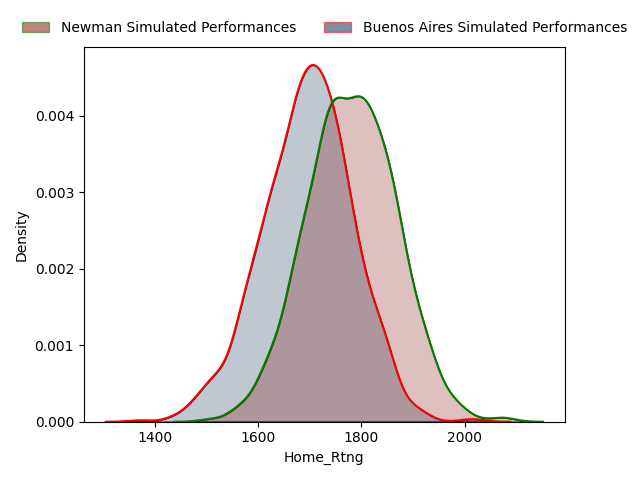 Newman Simulated Performances Buenos Aires Simulated Performances
0.004
0.003
0.002
0.001
0.000
Density
1400 1600 1800 2000
Home_Rtng